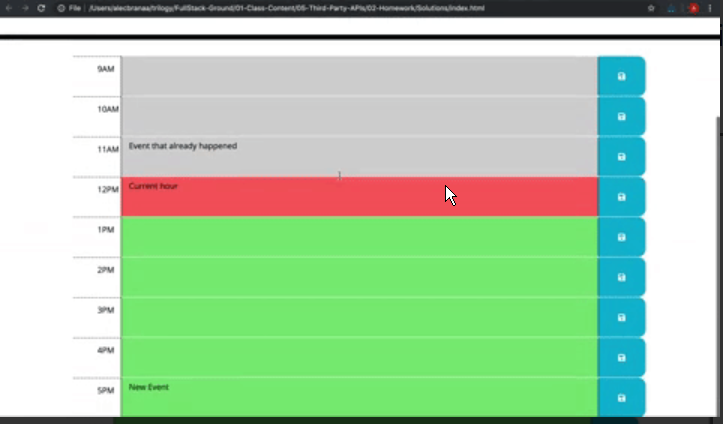 File | /Users/alecbranae/trilogy/FullStack-Ground/01-Class-Content/05-Third-Party-APIs/02-Homework/Solutions/index.html
9AM
10AM
11AM Event that already happened
12PM Current hour
1PM
2PM
3PM
4PM
5PM New Event